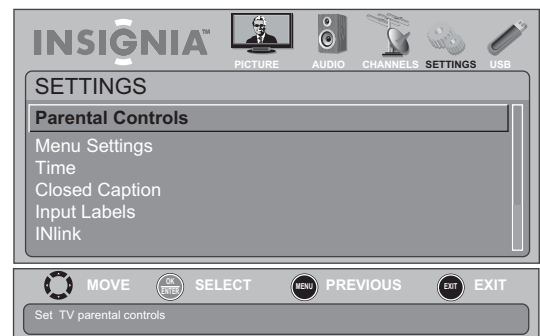 INSIGNIA™
PICTURE AUDIO CHANNELS SETTINGS USB
SETTINGS
Parental Controls
Menu Settings
Time
Closed Caption
Input Labels
INlink
MOVE OK ENTER SELECT MENU PREVIOUS EXIT EXIT
Set TV parental controls